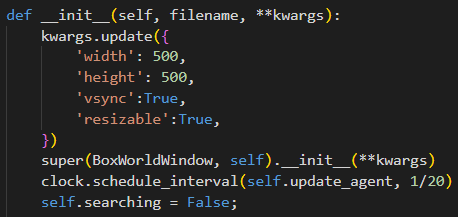 def __init__(self, filename, **kwargs):
    kwargs.update({
        'width': 500,
        'height': 500,
        'vsync':True,
        'resizable':True,
    })
    super(BoxWorldWindow, self).__init__(**kwargs)
    clock.schedule_interval(self.update_agent, 1/20)
    self.searching = False;